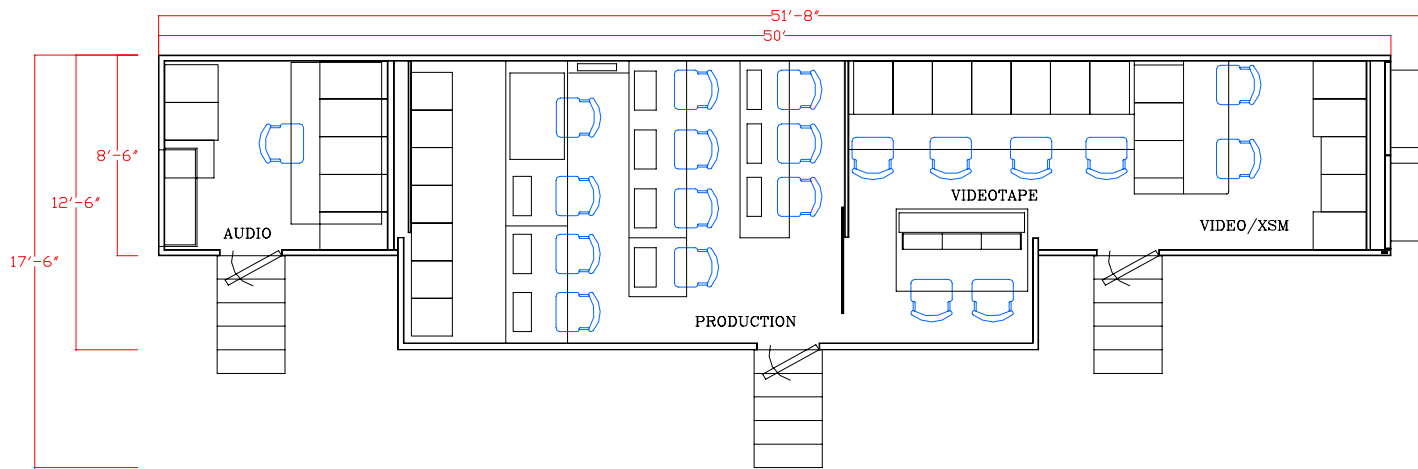 51'-8"
50'
8'-6"
12'-6"
17'-6"
AUDIO
VIDEOTAPE
VIDEO/XSM
PRODUCTION